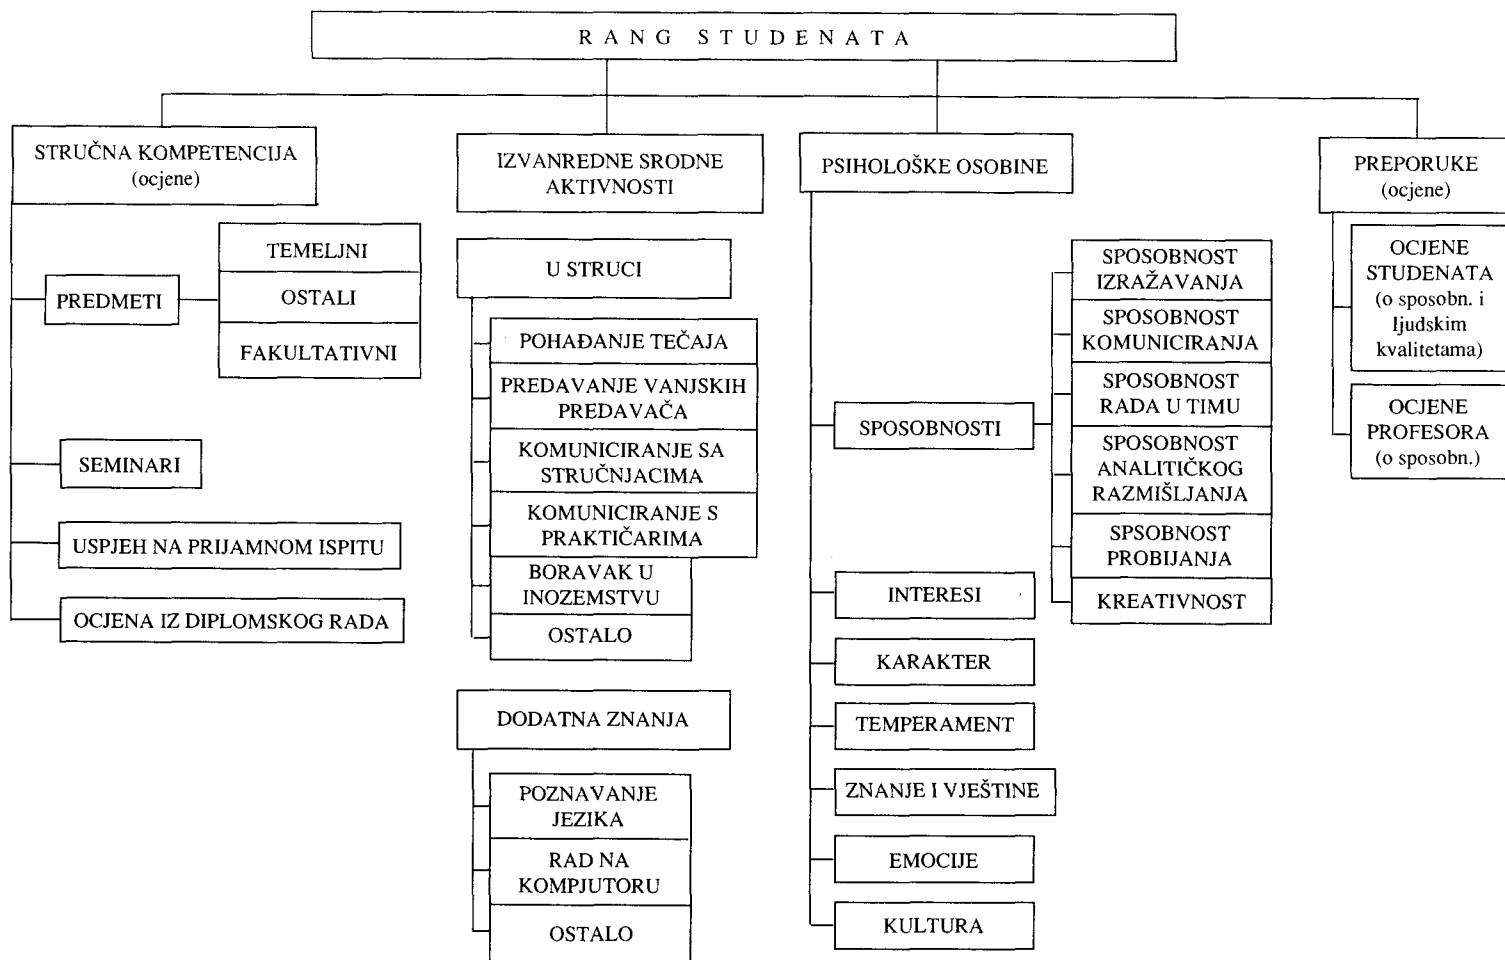 RANG STUDENATA
STRUČNA KOMPETENCIJA
(ocjene)
PREDMETI
TEMELJNI
OSTALI
FAKULTATIVNI
SEMINARI
USPJEH NA PRIJAMNOM ISPITU
OCJENA IZ DIPLOMSKOG RADA
IZVANREDNE SRODNE
AKTIVNOSTI
U STRUCI
POHAĐANJE TEČAJA
PREDAVANJE VANJSKIH
PREDAVAČA
KOMUNICIRANJE SA
STRUČNJACIMA
KOMUNICIRANJE S
PRAKTIČARIMA
BORAVAK U
INOZEMSTVU
OSTALO
DODATNA ZNANJA
POZNAVANJE
JEZIKA
RAD NA
KOMPJUTORU
OSTALO
PSIHOLOŠKE OSOBINE
SPOSOBNOSTI
SPOSOBNOST
IZRAŽAVANJA
SPOSOBNOST
KOMUNICIRANJA
SPOSOBNOST
RADA U TIMU
SPOSOBNOST
ANALITIČKOG
RAZMIŠLJANJA
SPSOBNOST
PROBIJANJA
KREATIVNOST
INTERESI
KARAKTER
TEMPERAMENT
ZNANJE I VJEŠTINE
EMOCIJE
KULTURA
PREPORUKE
(ocjene)
OCJENE
STUDENATA
(o sposobn. i
ljudskim
kvalitetama)
OCJENE
PROFESORA
(o sposobn.)